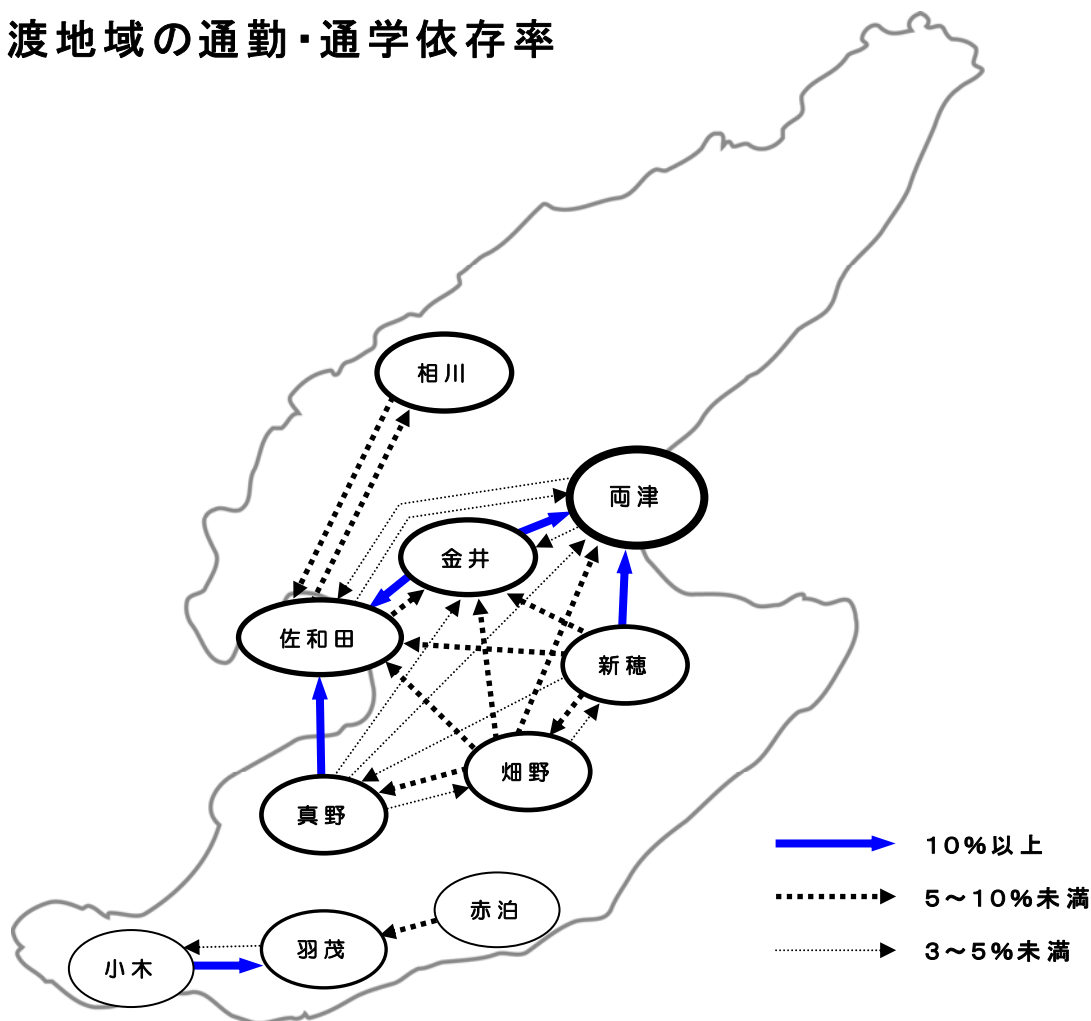 渡地域の通勤・通学依存率
相川
両津
金井
佐和田
新穂
畑野
真野
赤泊
羽茂
小木
10%以上
5〜10%未満
3〜5%未満